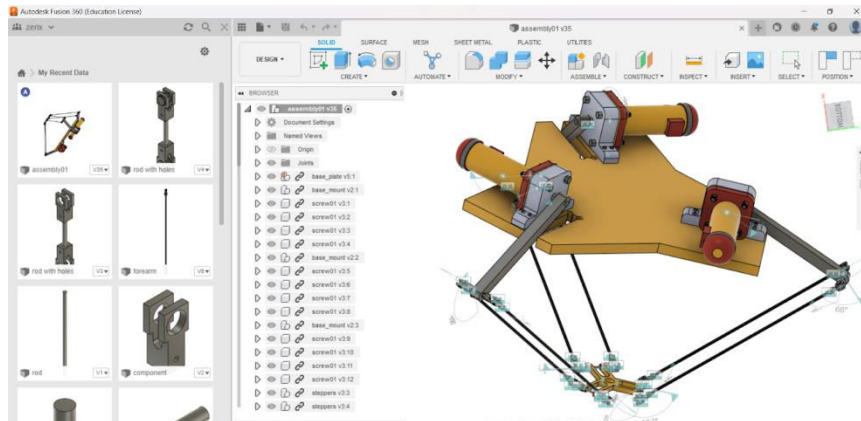 Autodesk Fusion 360 (Education License)
zerix
assembly01 v35
SOLID SURFACE MESH SHEET METAL PLASTIC UTILITIES
DESIGN
CREATE AUTOMATE MODIFY ASSEMBLE CONSTRUCT INSPECT INSERT SELECT POSITION
My Recent Data
A
assembly01 V35
rod with holes V4
rod with holes V3
forearm V8
rod V1
component V2
BROWSER
assembly01 v35
Document Settings
Named Views
Origin
Joints
base_plate v5:1
base_mount v2:1
screw01 v3:1
screw01 v3:2
screw01 v3:3
screw01 v3:4
base_mount v2:2
screw01 v3:5
screw01 v3:6
screw01 v3:7
screw01 v3:8
base_mount v2:3
screw01 v3:9
screw01 v3:10
screw01 v3:11
screw01 v3:12
steppers v3:3
steppers v3:4
BOTTOM